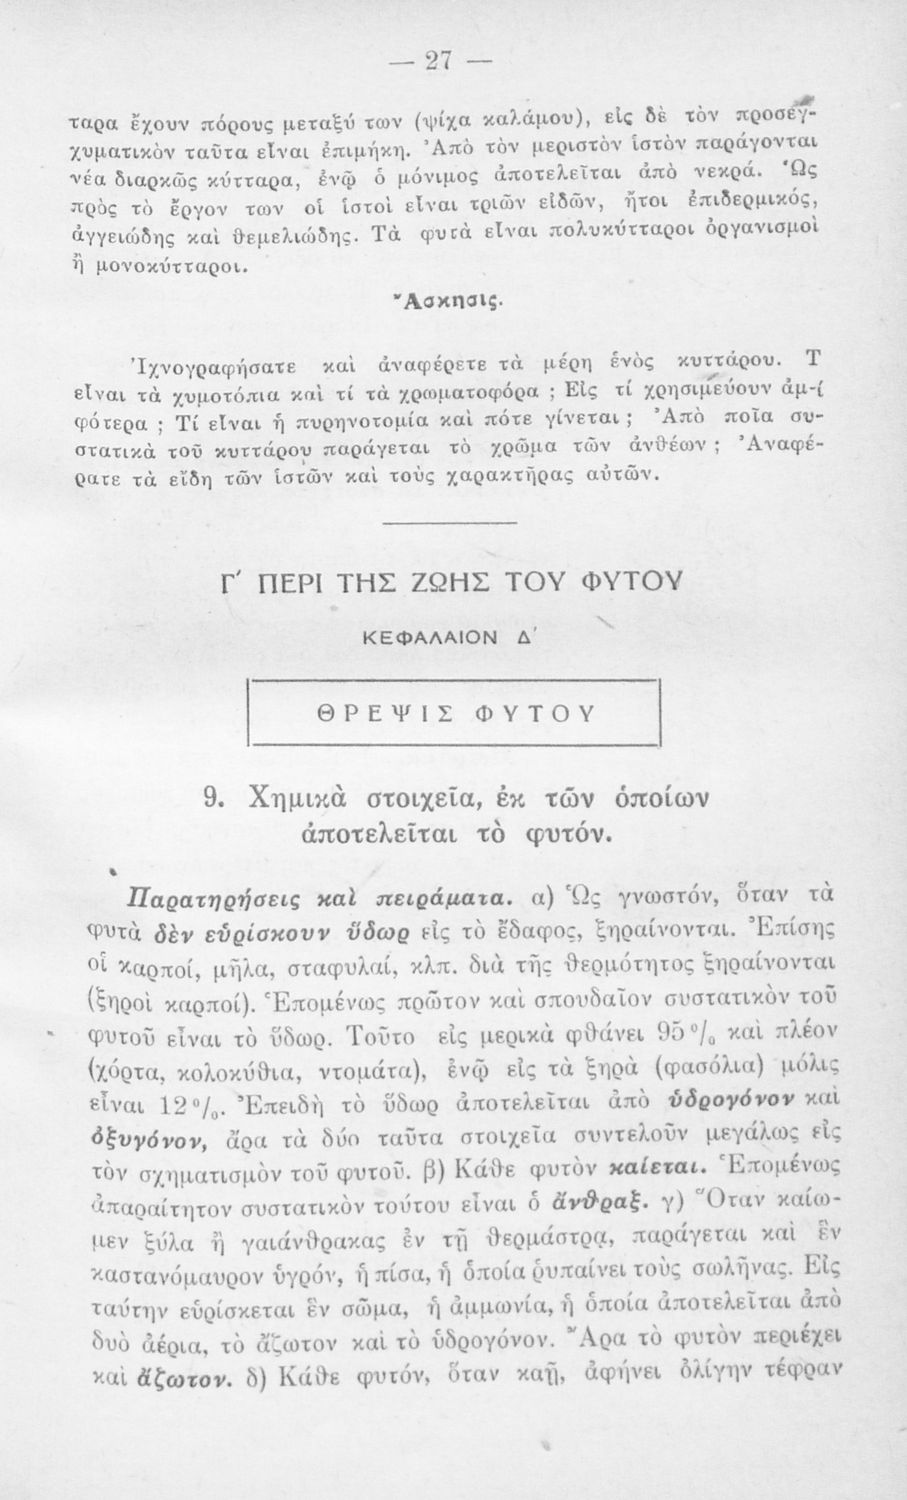 — 27 —
ταρα ἔχουν πόρους μεταξύ των (ψίχα καλάμου), εἰς δὲ τὸν προσεγ-
χυματικὸν ταῦτα εἶναι ἐπιμήκη. Ἀπὸ τὸν μεριστὸν ἱστὸν παράγονται
νέα διαρκῶς κύτταρα, ἐνῷ ὁ μόνιμος ἀποτελεῖται ἀπὸ νεκρά. Ὡς
πρὸς τὸ ἔργον των οἱ ἱστοὶ εἶναι τριῶν εἰδῶν, ἤτοι ἐπιδερμικός,
ἀγγειώδης καὶ θεμελιώδης. Τὰ φυτὰ εἶναι πολυκύτταροι ὀργανισμοὶ
ἢ μονοκύτταροι.
Ἄσκησις.
Ἰχνογραφήσατε καὶ ἀναφέρετε τὰ μέρη ἑνὸς κυττάρου. Τ
εἶναι τὰ χυμοτόπια καὶ τί τὰ χρωματοφόρα ; Εἰς τί χρησιμεύουν ἀμ-ί
φότερα ; Τί εἶναι ἡ πυρηνοτομία καὶ πότε γίνεται ; Ἀπὸ ποῖα συ-
στατικὰ τοῦ κυττάρου παράγεται τὸ χρῶμα τῶν ἀνθέων ; Ἀναφέ-
ρατε τὰ εἴδη τῶν ἱστῶν καὶ τοὺς χαρακτῆρας αὐτῶν.
Γ′ ΠΕΡΙ ΤΗΣ ΖΩΗΣ ΤΟΥ ΦΥΤΟΥ
ΚΕΦΑΛΑΙΟΝ Δ′
ΘΡΕΨΙΣ ΦΥΤΟΥ
9. Χημικὰ στοιχεῖα, ἐκ τῶν ὁποίων
ἀποτελεῖται τὸ φυτόν.
Παρατηρήσεις καὶ πειράματα. α) Ὡς γνωστόν, ὅταν τὰ
φυτὰ δὲν εὑρίσκουν ὕδωρ εἰς τὸ ἔδαφος, ξηραίνονται. Ἐπίσης
οἱ καρποί, μῆλα, σταφυλαί, κλπ. διὰ τῆς θερμότητος ξηραίνονται
(ξηροὶ καρποί). Ἑπομένως πρῶτον καὶ σπουδαῖον συστατικὸν τοῦ
φυτοῦ εἶναι τὸ ὕδωρ. Τοῦτο εἰς μερικὰ φθάνει 95 % καὶ πλέον
(χόρτα, κολοκύθια, ντομάτα), ἐνῷ εἰς τὰ ξηρὰ (φασόλια) μόλις
εἶναι 12 %. Ἐπειδὴ τὸ ὕδωρ ἀποτελεῖται ἀπὸ ὑδρογόνον καὶ
ὀξυγόνον, ἄρα τὰ δύο ταῦτα στοιχεῖα συντελοῦν μεγάλως εἰς
τὸν σχηματισμὸν τοῦ φυτοῦ. β) Κάθε φυτὸν καίεται. Ἑπομένως
ἀπαραίτητον συστατικὸν τούτου εἶναι ὁ ἄνθραξ. γ) Ὅταν καίω-
μεν ξύλα ἢ γαιάνθρακας ἐν τῇ θερμάστρᾳ, παράγεται καὶ ἓν
καστανόμαυρον ὑγρόν, ἡ πίσα, ἡ ὁποία ῥυπαίνει τοὺς σωλῆνας. Εἰς
ταύτην εὑρίσκεται ἓν σῶμα, ἡ ἀμμωνία, ἡ ὁποία ἀποτελεῖται ἀπὸ
δυὸ ἀέρια, τὸ ἄζωτον καὶ τὸ ὑδρογόνον. Ἄρα τὸ φυτὸν περιέχει
καὶ ἄζωτον. δ) Κάθε φυτόν, ὅταν καῇ, ἀφήνει ὀλίγην τέφραν